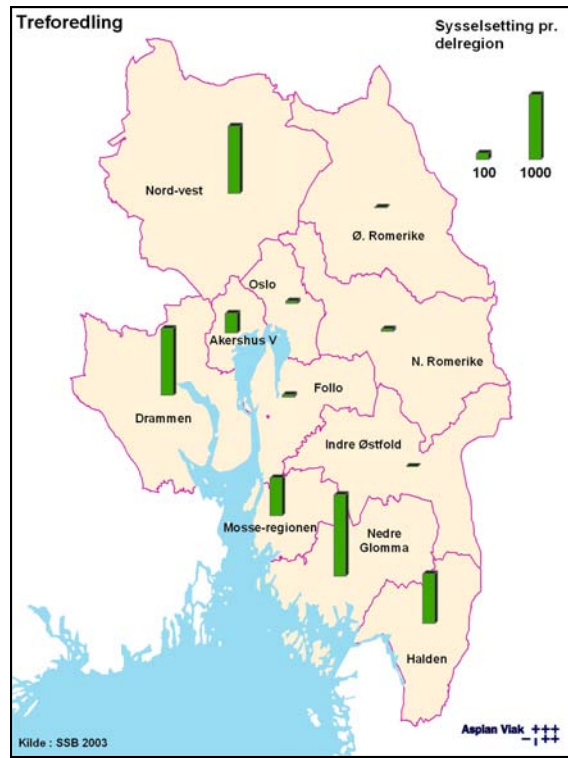 Treforedling
Sysselsetting pr.
delregion
100
1000
Nord-vest
Ø. Romerike
Oslo
Akershus V
N. Romerike
Follo
Drammen
Indre Østfold
Mosse-regionen
Nedre
Glomma
Halden
Asplan Viak
Kilde : SSB 2003